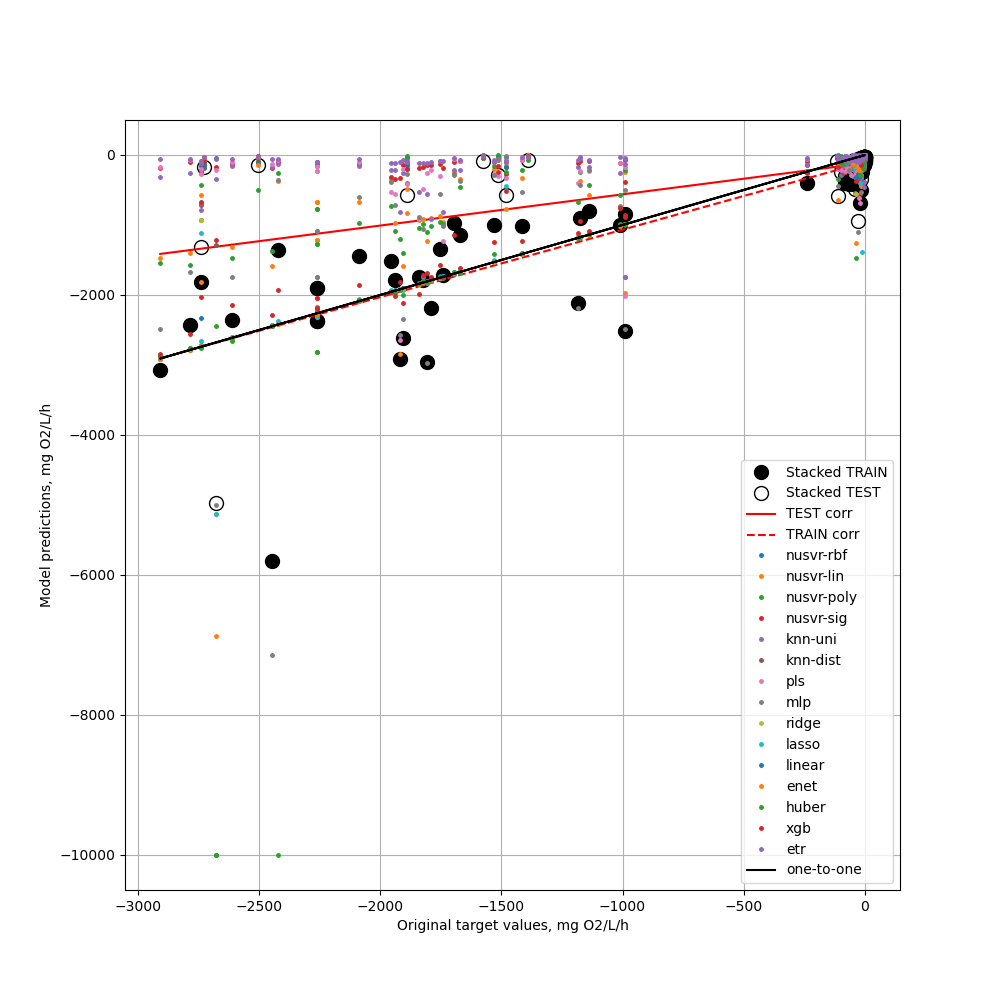 0
−2000
−4000
−6000
−8000
−10000
−3000
−2500
−2000
−1500
−1000
−500
0
Original target values, mg O2/L/h
Model predictions, mg O2/L/h
Stacked TRAIN
Stacked TEST
TEST corr
TRAIN corr
nusvr-rbf
nusvr-lin
nusvr-poly
nusvr-sig
knn-uni
knn-dist
pls
mlp
ridge
lasso
linear
enet
huber
xgb
etr
one-to-one